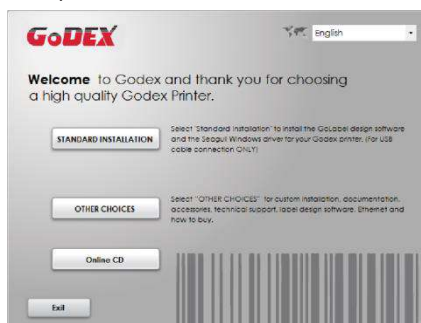 GoDEX
English
Welcome to Godex and thank you for choosing
a high quality Godex Printer.
STANDARD INSTALLATION
Select 'Standard Installation' to install the GoLabel design software
and the Seagull Windows driver for your Godex printer. (For USB
cable connection ONLY)
OTHER CHOICES
Select "OTHER CHOICES" for custom installation, documentation,
accessories, technical support, label design software, Ethernet and
how to buy.
Online CD
Exit